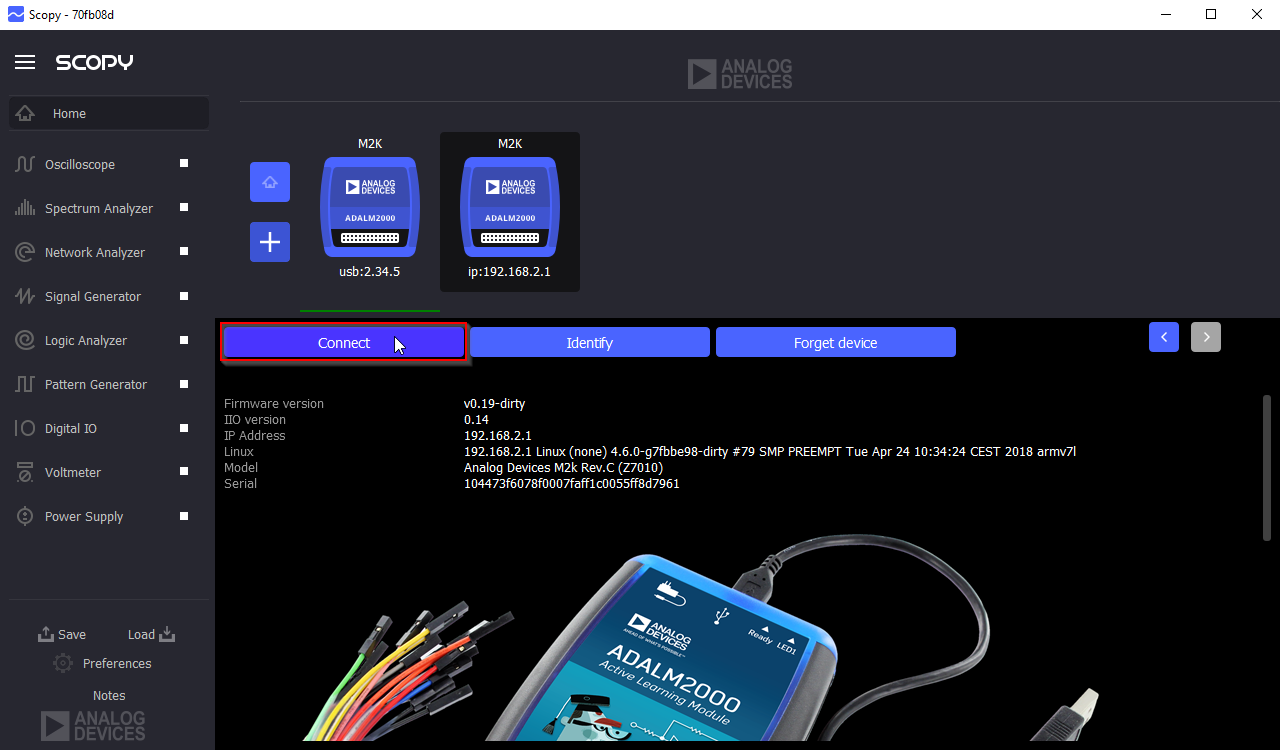 Scopy - 70fb08d
SCOPY
ANALOG
DEVICES
Home
Oscilloscope
Spectrum Analyzer
Network Analyzer
Signal Generator
Logic Analyzer
Pattern Generator
Digital IO
Voltmeter
Power Supply
Save Load
Preferences
Notes
ANALOG
DEVICES
M2K
ANALOG
DEVICES
ADALM2000
usb:2.34.5
M2K
ANALOG
DEVICES
ADALM2000
ip:192.168.2.1
Connect Identify Forget device
Firmware version v0.19-dirty
IIO version 0.14
IP Address 192.168.2.1
Linux 192.168.2.1 Linux (none) 4.6.0-g7fbbe98-dirty #79 SMP PREEMPT Tue Apr 24 10:34:24 CEST 2018 armv7l
Model Analog Devices M2k Rev.C (Z7010)
Serial 104473f6078f0007faff1c0055ff8d7961
Ready LED1
ANALOG
DEVICES
AHEAD OF WHAT'S POSSIBLE™
ADALM2000
Active Learning Module